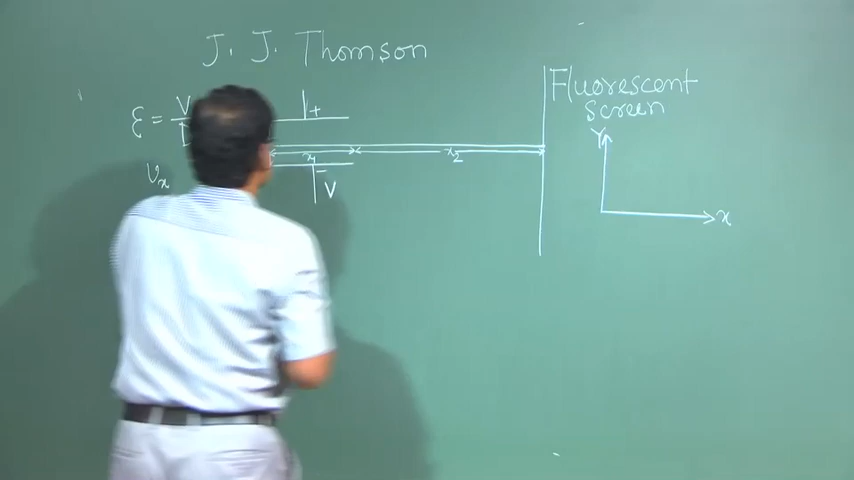 J. J. Thomson
Fluorescent
screen
ε = V
+
Y
x₁
x₂
vₓ
- V
x